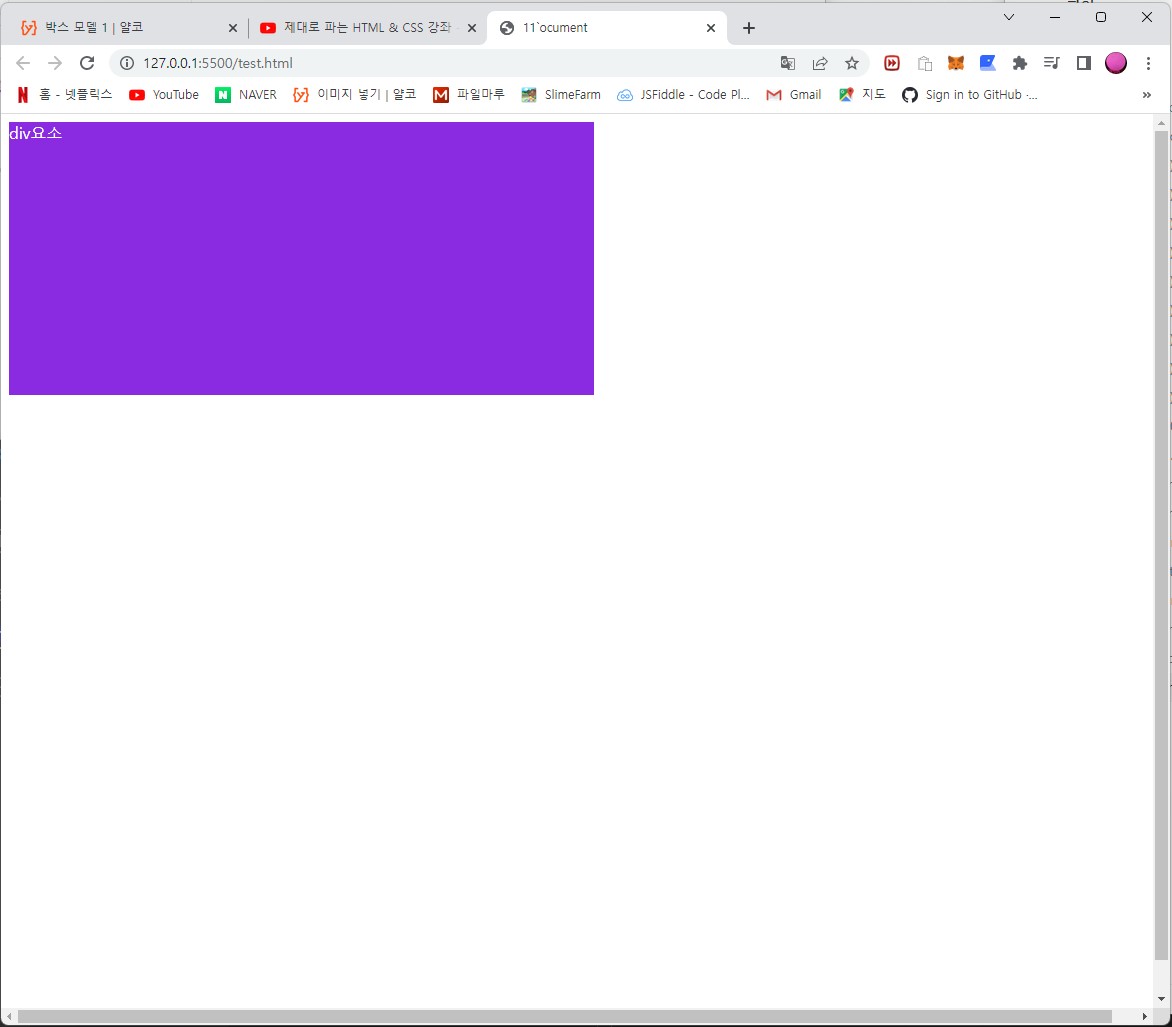 박스 모델 1 | 얄코
제대로 파는 HTML & CSS 강좌
11`ocument
127.0.0.1:5500/test.html
홈 - 넷플릭스
YouTube
NAVER
이미지 넣기 | 얄코
파일마루
SlimeFarm
JSFiddle - Code Pl...
Gmail
지도
Sign in to GitHub ·...
»
div요소